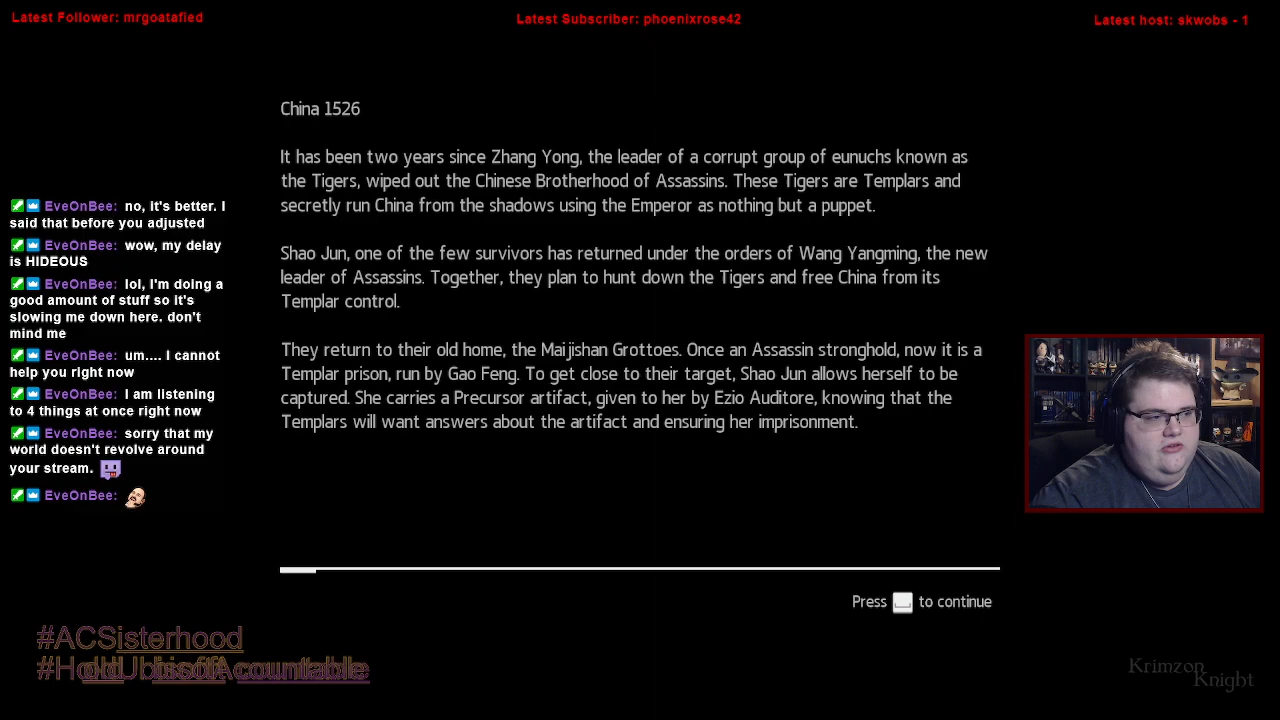 Latest Follower: mrgoatafied
Latest Subscriber: phoenixrose42
Latest host: skwobs - 1
China 1526
It has been two years since Zhang Yong, the leader of a corrupt group of eunuchs known as
the Tigers, wiped out the Chinese Brotherhood of Assassins. These Tigers are Templars and
secretly run China from the shadows using the Emperor as nothing but a puppet.
Shao Jun, one of the few survivors has returned under the orders of Wang Yangming, the new
leader of Assassins. Together, they plan to hunt down the Tigers and free China from its
Templar control.
They return to their old home, the Maijishan Grottoes. Once an Assassin stronghold, now it is a
Templar prison, run by Gao Feng. To get close to their target, Shao Jun allows herself to be
captured. She carries a Precursor artifact, given to her by Ezio Auditore, knowing that the
Templars will want answers about the artifact and ensuring her imprisonment.
Press to continue
EveOnBee: no, it's better. I
said that before you adjusted
EveOnBee: wow, my delay
is HIDEOUS
EveOnBee: lol, I'm doing a
good amount of stuff so it's
slowing me down here. don't
mind me
EveOnBee: um.... I cannot
help you right now
EveOnBee: I am listening
to 4 things at once right now
EveOnBee: sorry that my
world doesn't revolve around
your stream.
EveOnBee:
#ACSisterhood
#HoldUbisoftAcountable
Krimzon
Knight